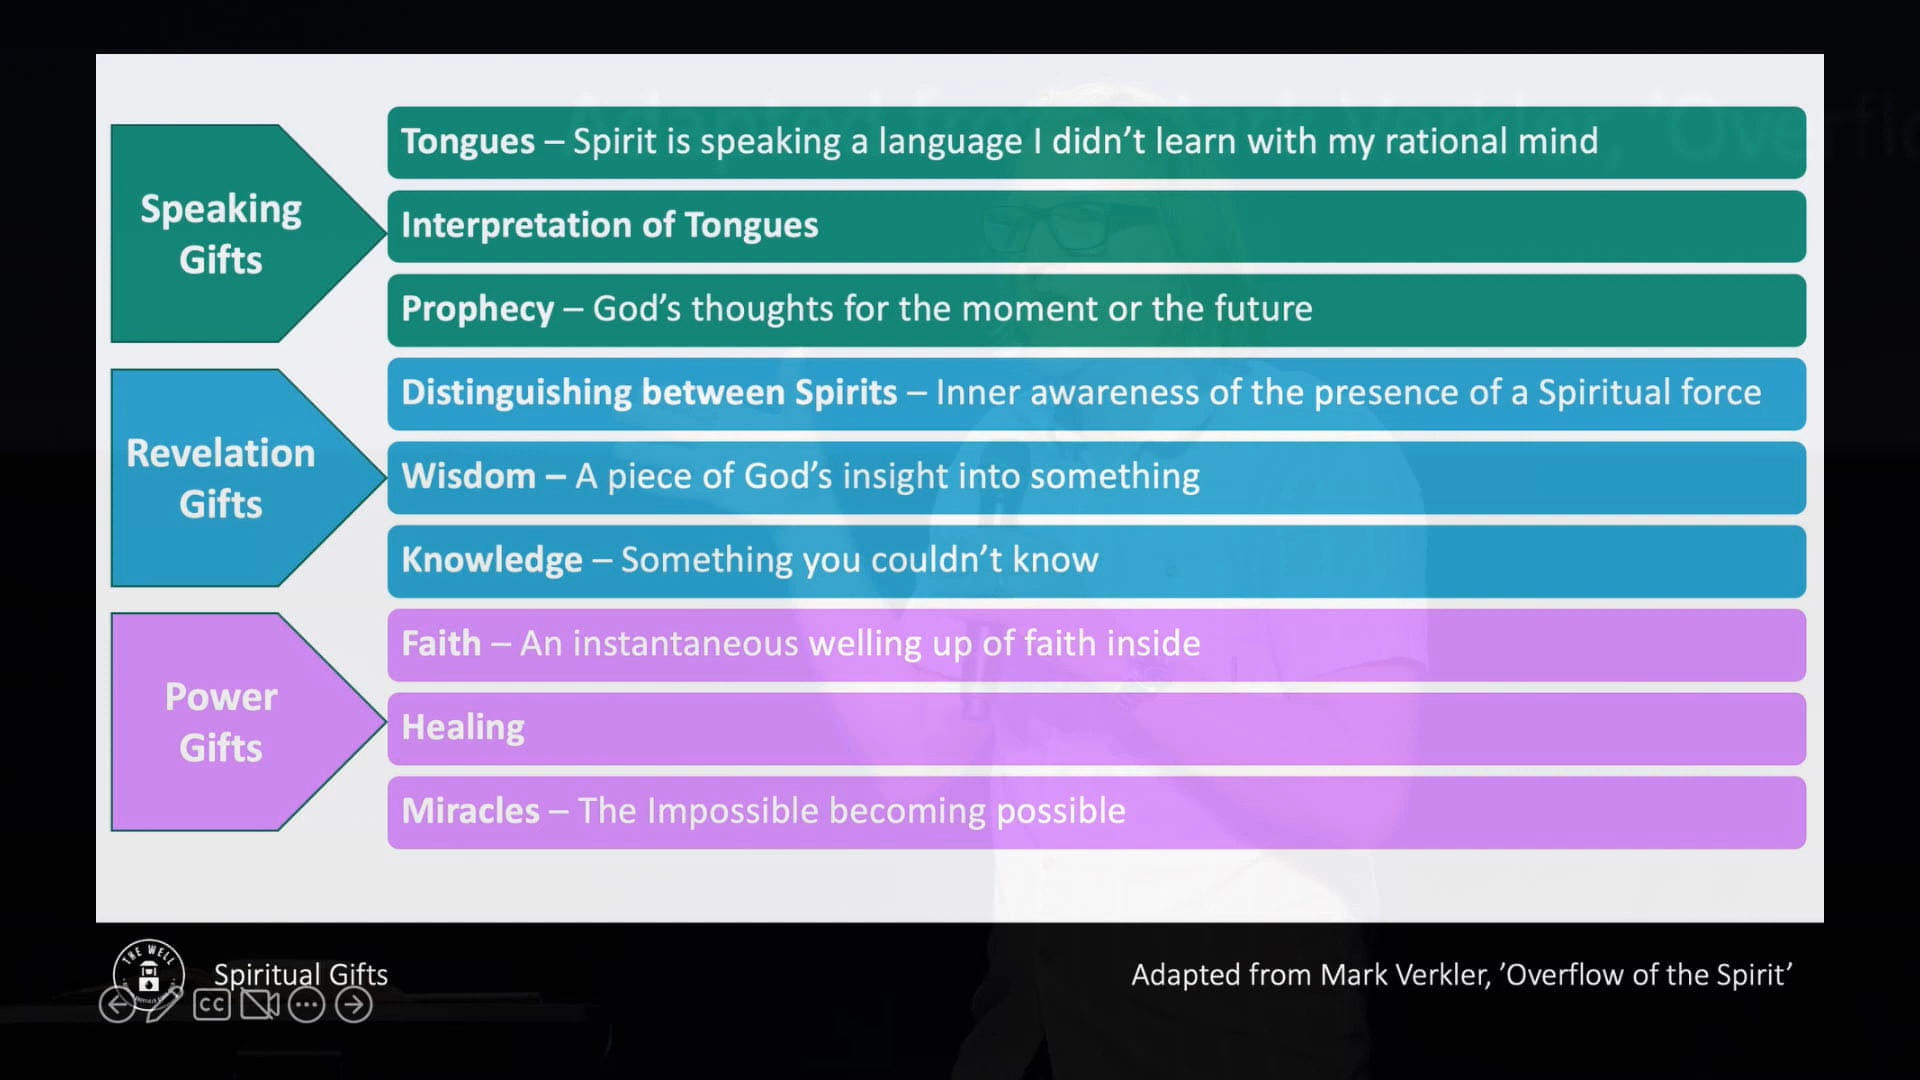 Speaking
Gifts
Tongues – Spirit is speaking a language I didn’t learn with my rational mind
Interpretation of Tongues
Prophecy – God’s thoughts for the moment or the future
Revelation
Gifts
Distinguishing between Spirits – Inner awareness of the presence of a Spiritual force
Wisdom – A piece of God’s insight into something
Knowledge – Something you couldn’t know
Power
Gifts
Faith – An instantaneous welling up of faith inside
Healing
Miracles – The Impossible becoming possible
THE WELL
Spiritual Gifts
CC
Adapted from Mark Verkler, ’Overflow of the Spirit’